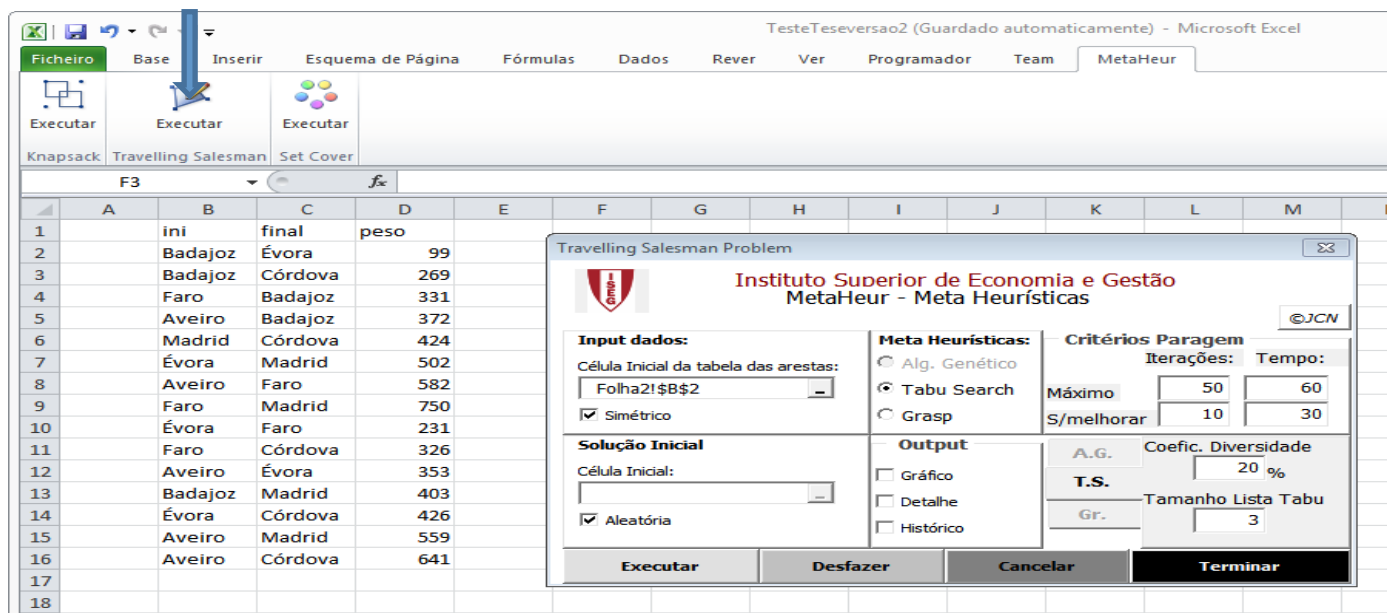 TesteTeseversao2 (Guardado automaticamente) - Microsoft Excel
Ficheiro Base Inserir Esquema de Página Fórmulas Dados Rever Ver Programador Team MetaHeur
Executar Executar Executar
Knapsack Travelling Salesman Set Cover
F3 fx
A B C D E F G H I J K L M
1 ini final peso
2 Badajoz Évora 99
3 Badajoz Córdova 269
4 Faro Badajoz 331
5 Aveiro Badajoz 372
6 Madrid Córdova 424
7 Évora Madrid 502
8 Aveiro Faro 582
9 Faro Madrid 750
10 Évora Faro 231
11 Faro Córdova 326
12 Aveiro Évora 353
13 Badajoz Madrid 403
14 Évora Córdova 426
15 Aveiro Madrid 559
16 Aveiro Córdova 641
17
18
Travelling Salesman Problem
ISEG
Instituto Superior de Economia e Gestão
MetaHeur - Meta Heurísticas
©JCN
Input dados:
Célula Inicial da tabela das arestas:
Folha2!$B$2
Simétrico
Meta Heurísticas:
Alg. Genético
Tabu Search
Grasp
Critérios Paragem
Iterações: Tempo:
Máximo 50 60
S/melhorar 10 30
Solução Inicial
Célula Inicial:
Aleatória
Output
Gráfico
Detalhe
Histórico
A.G.
T.S.
Gr.
Coefic. Diversidade
20 %
Tamanho Lista Tabu
3
Executar Desfazer Cancelar Terminar